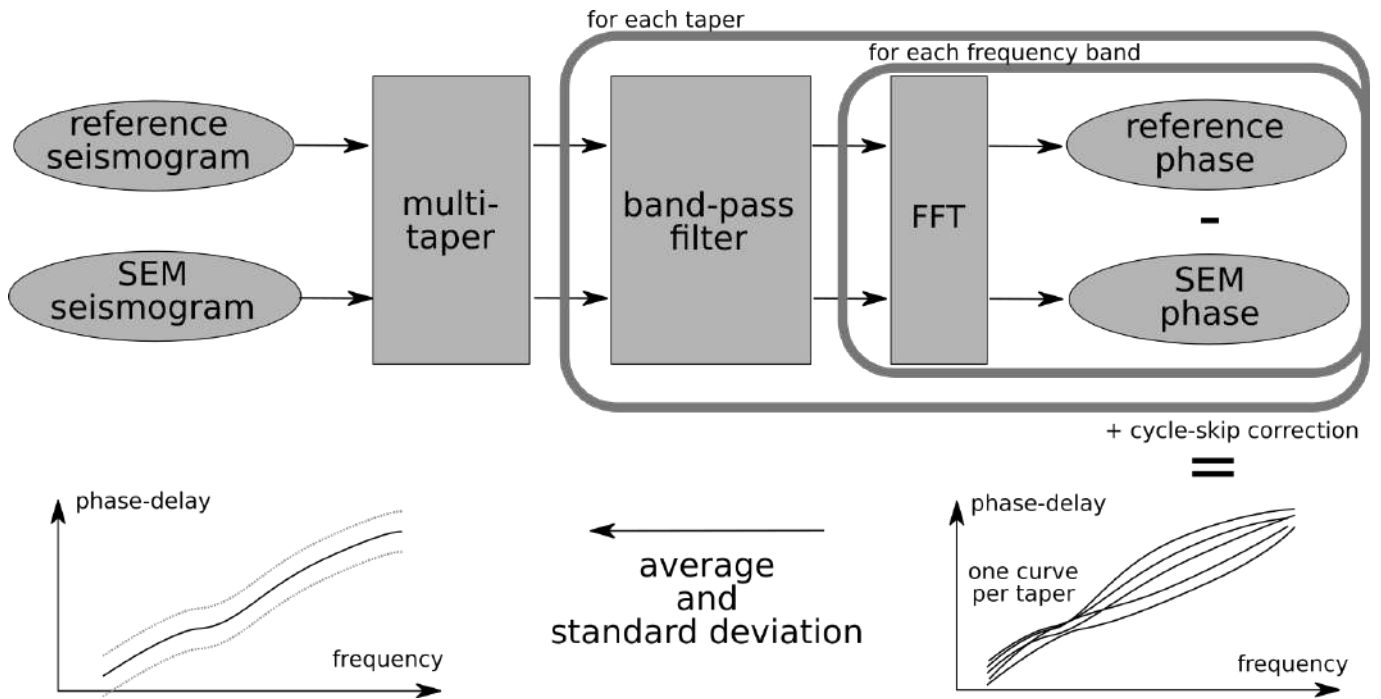 for each taper
for each frequency band
reference
seismogram
multi-
taper
band-pass
filter
FFT
reference
phase
-
SEM
seismogram
SEM
phase
+ cycle-skip correction
=
phase-delay
frequency
average
and
standard deviation
phase-delay
one curve
per taper
frequency